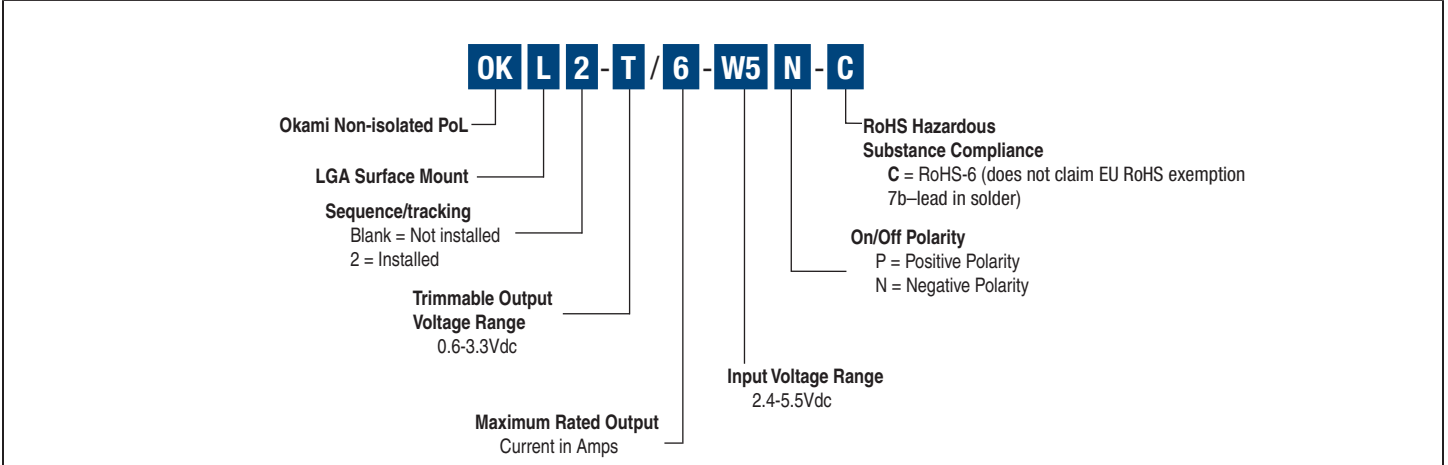 OK L 2 - T / 6 - W5 N - C
Okami Non-isolated PoL
LGA Surface Mount
Sequence/tracking
Blank = Not installed
2 = Installed
Trimmable Output
Voltage Range
0.6-3.3Vdc
Maximum Rated Output
Current in Amps
RoHS Hazardous
Substance Compliance
C = RoHS-6 (does not claim EU RoHS exemption
7b–lead in solder)
On/Off Polarity
P = Positive Polarity
N = Negative Polarity
Input Voltage Range
2.4-5.5Vdc